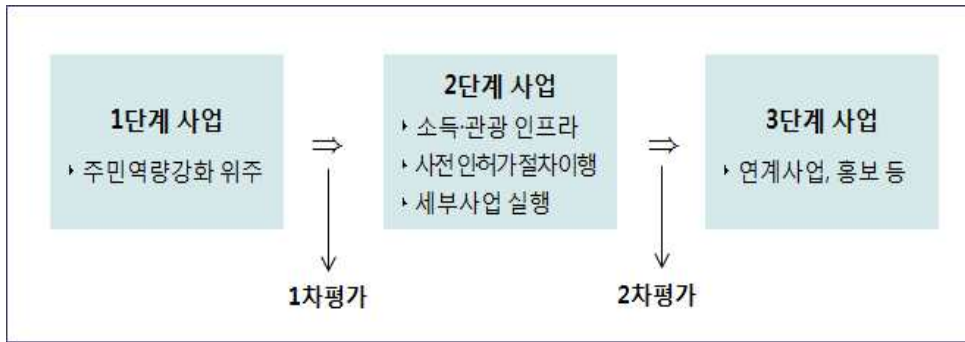 1단계 사업
‣ 주민역량강화 위주
⇒
2단계 사업
‣ 소득·관광 인프라
‣ 사전 인허가 절차이행
‣ 세부사업 실행
⇒
3단계 사업
‣ 연계사업, 홍보 등
1차평가
2차평가